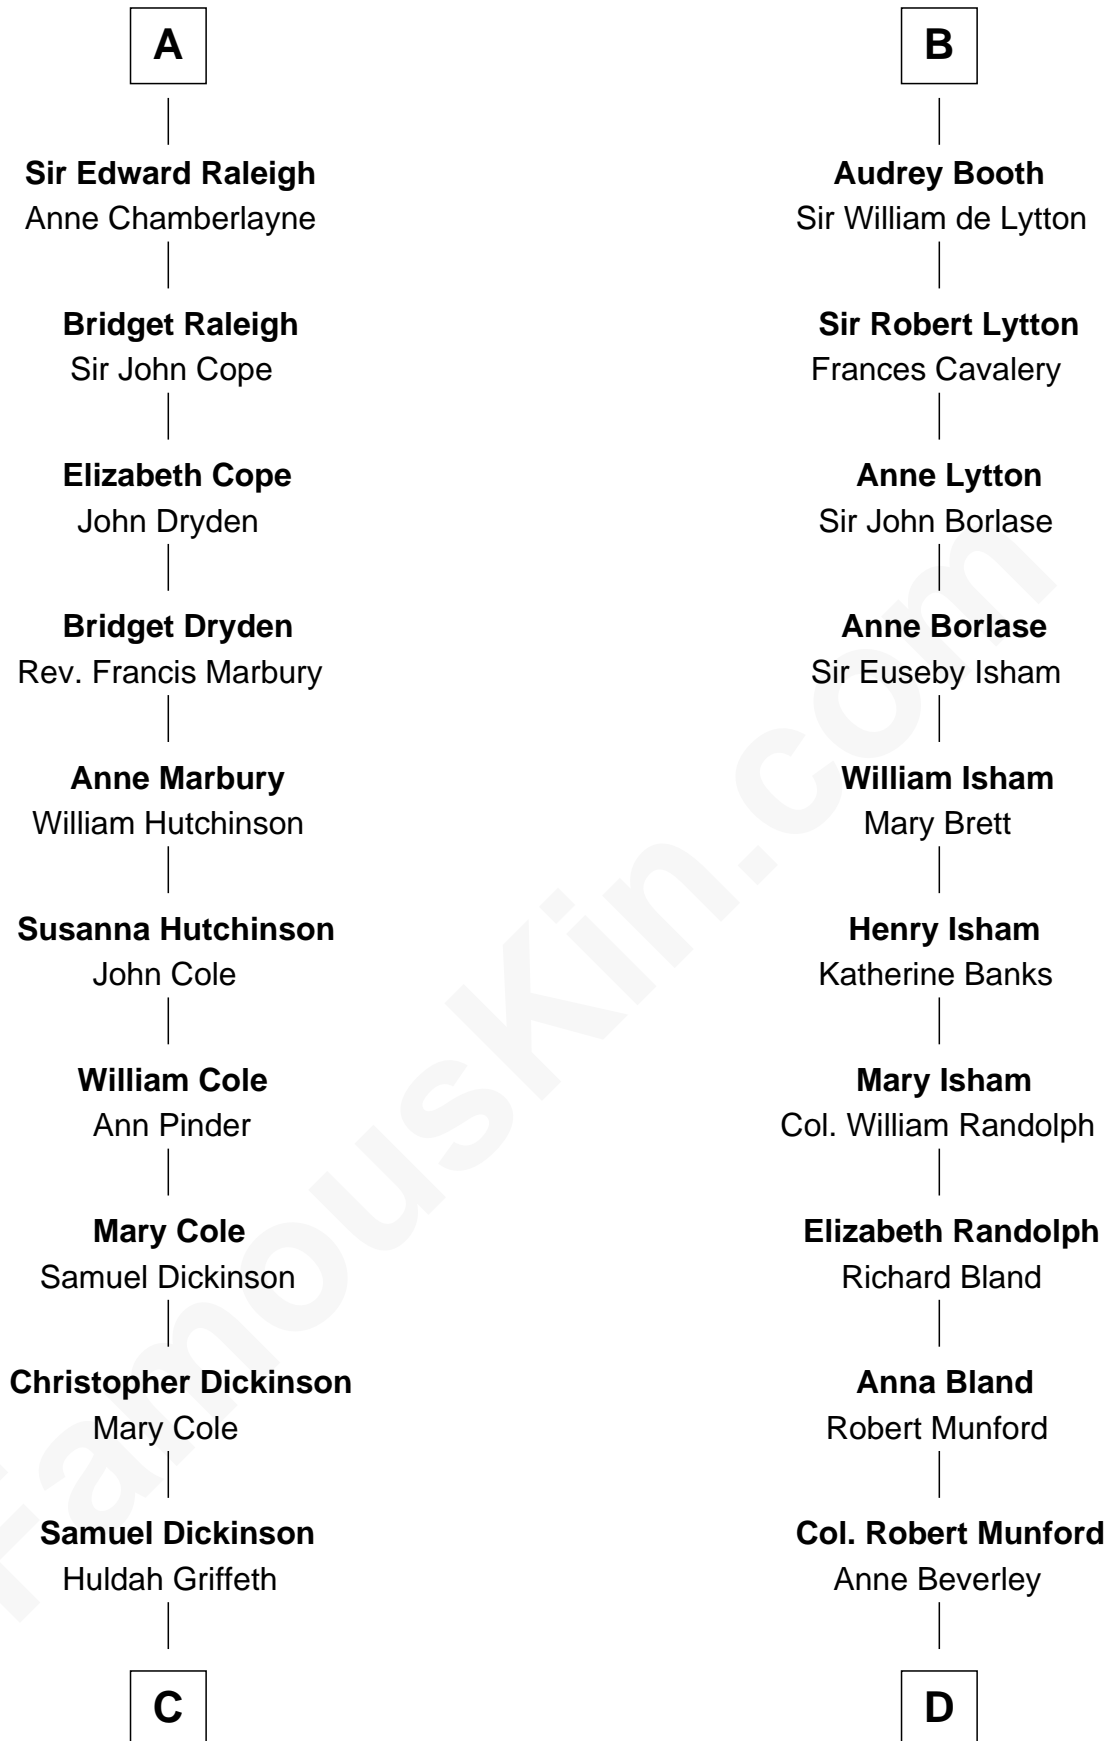 A
Sir Edward Raleigh
Anne Chamberlayne
Bridget Raleigh
Sir John Cope
Elizabeth Cope
John Dryden
Bridget Dryden
Rev. Francis Marbury
Anne Marbury
William Hutchinson
Susanna Hutchinson
John Cole
William Cole
Ann Pinder
Mary Cole
Samuel Dickinson
Christopher Dickinson
Mary Cole
Samuel Dickinson
Huldah Griffeth
C
B
Audrey Booth
Sir William de Lytton
Sir Robert Lytton
Frances Cavalery
Anne Lytton
Sir John Borlase
Anne Borlase
Sir Euseby Isham
William Isham
Mary Brett
Henry Isham
Katherine Banks
Mary Isham
Col. William Randolph
Elizabeth Randolph
Richard Bland
Anna Bland
Robert Munford
Col. Robert Munford
Anne Beverley
D
FamousKin.com